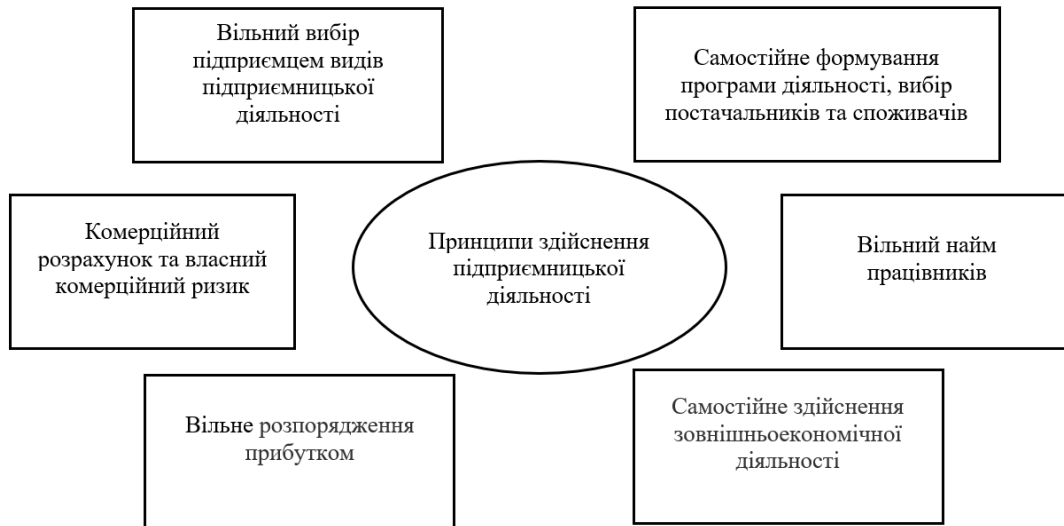 Вільний вибір
підприємцем видів
підприємницької
діяльності
Самостійне формування
програми діяльності, вибір
постачальників та споживачів
Комерційний
розрахунок та власний
комерційний ризик
Принципи здійснення
підприємницької
діяльності
Вільний найм
працівників
Вільне розпорядження
прибутком
Самостійне здійснення
зовнішньоекономічної
діяльності